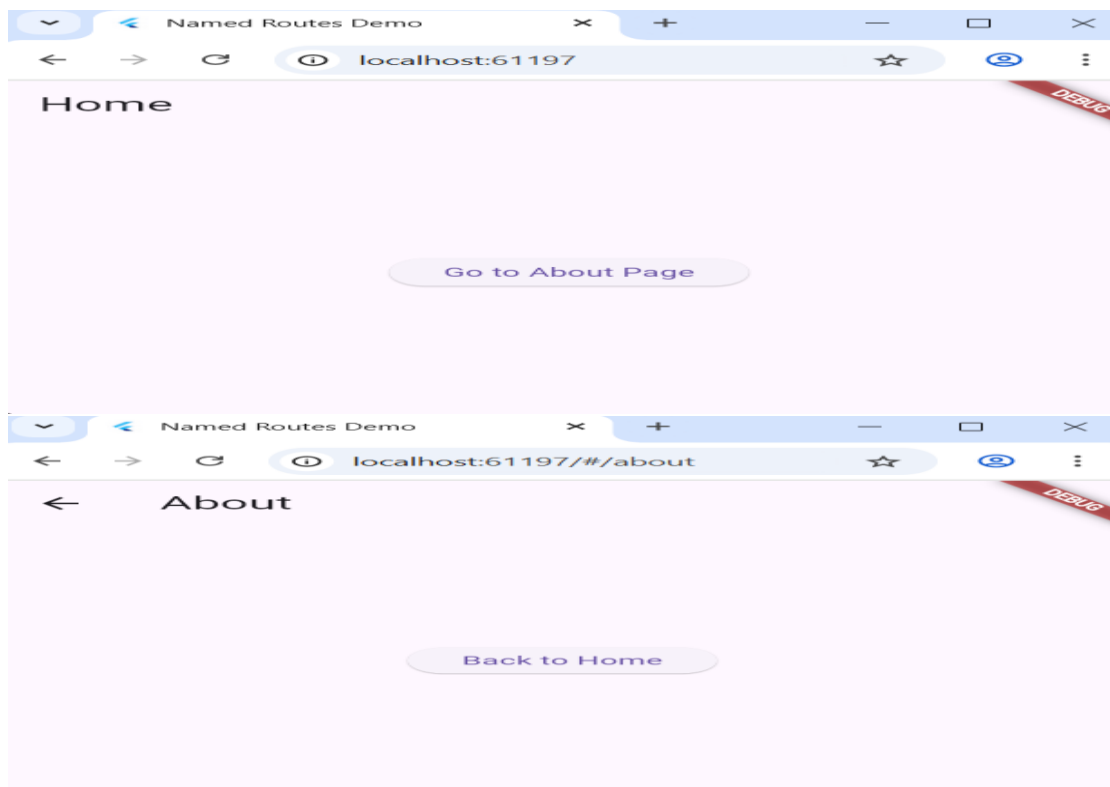 Named Routes Demo
localhost:61197
Home
DEBUG
Go to About Page
Named Routes Demo
localhost:61197/#/about
About
DEBUG
Back to Home